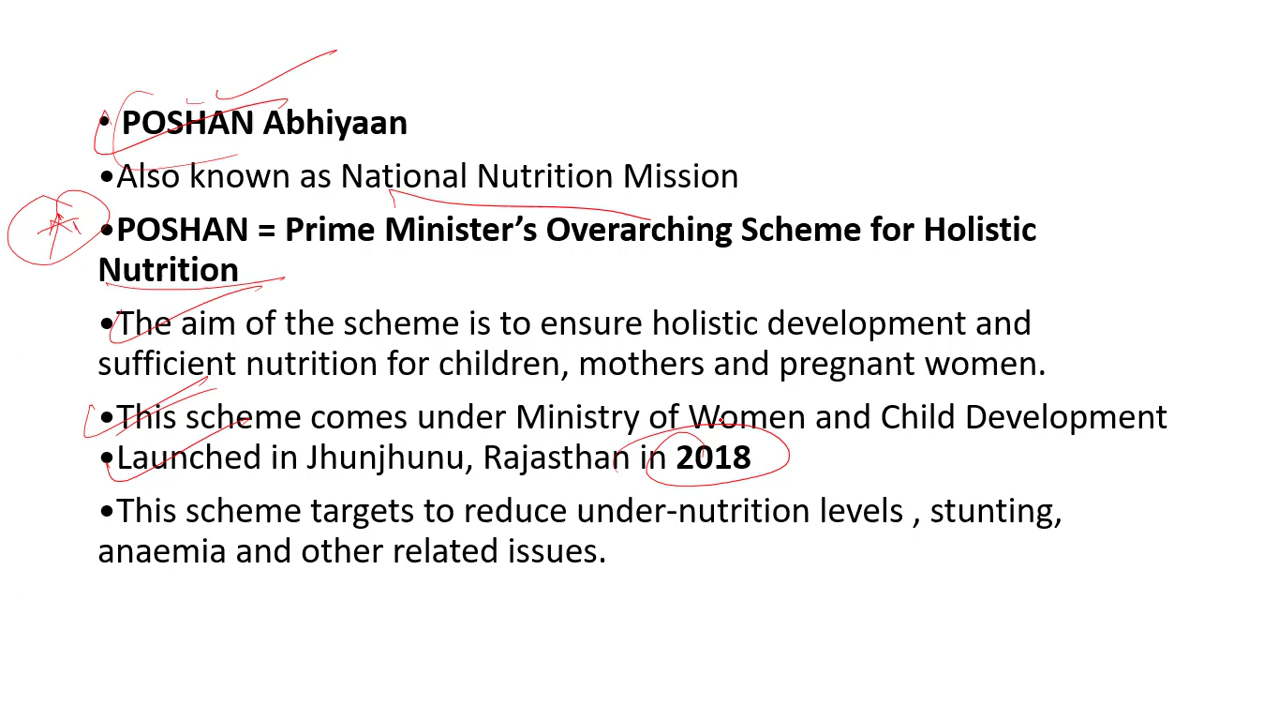 • POSHAN Abhiyaan
•Also known as National Nutrition Mission
•POSHAN = Prime Minister’s Overarching Scheme for Holistic
Nutrition
•The aim of the scheme is to ensure holistic development and
sufficient nutrition for children, mothers and pregnant women.
•This scheme comes under Ministry of Women and Child Development
•Launched in Jhunjhunu, Rajasthan in 2018
•This scheme targets to reduce under-nutrition levels , stunting,
anaemia and other related issues.